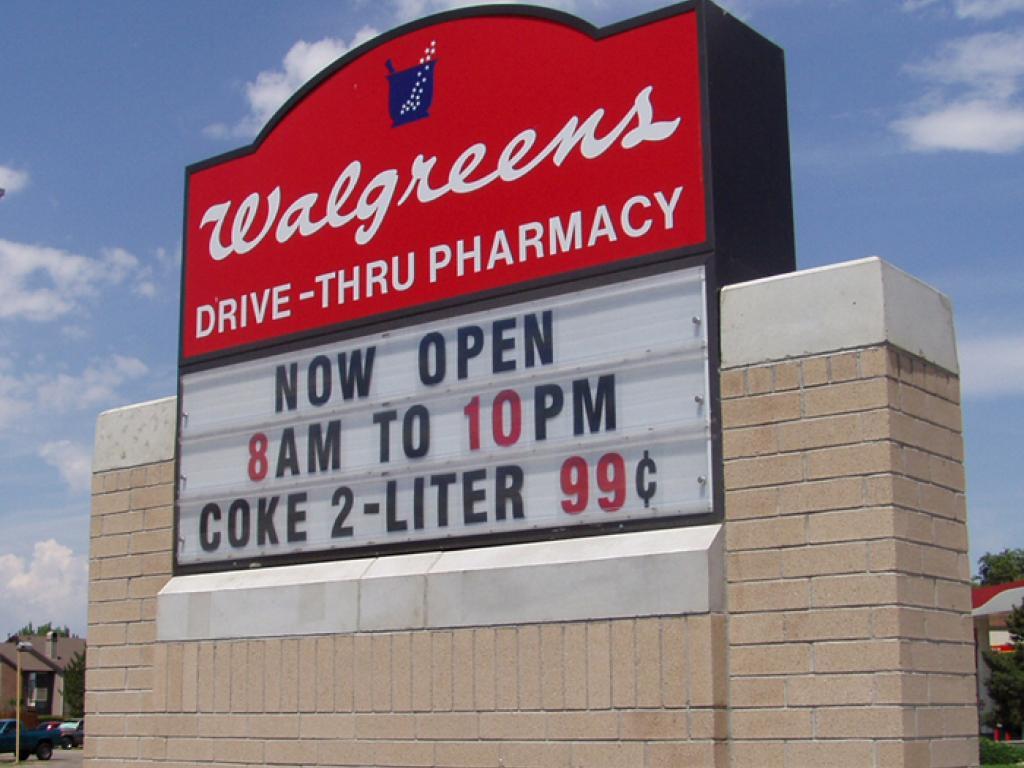 Walgreens
DRIVE-THRU PHARMACY
NOW OPEN
8AM TO 10PM
COKE 2-LITER 99¢